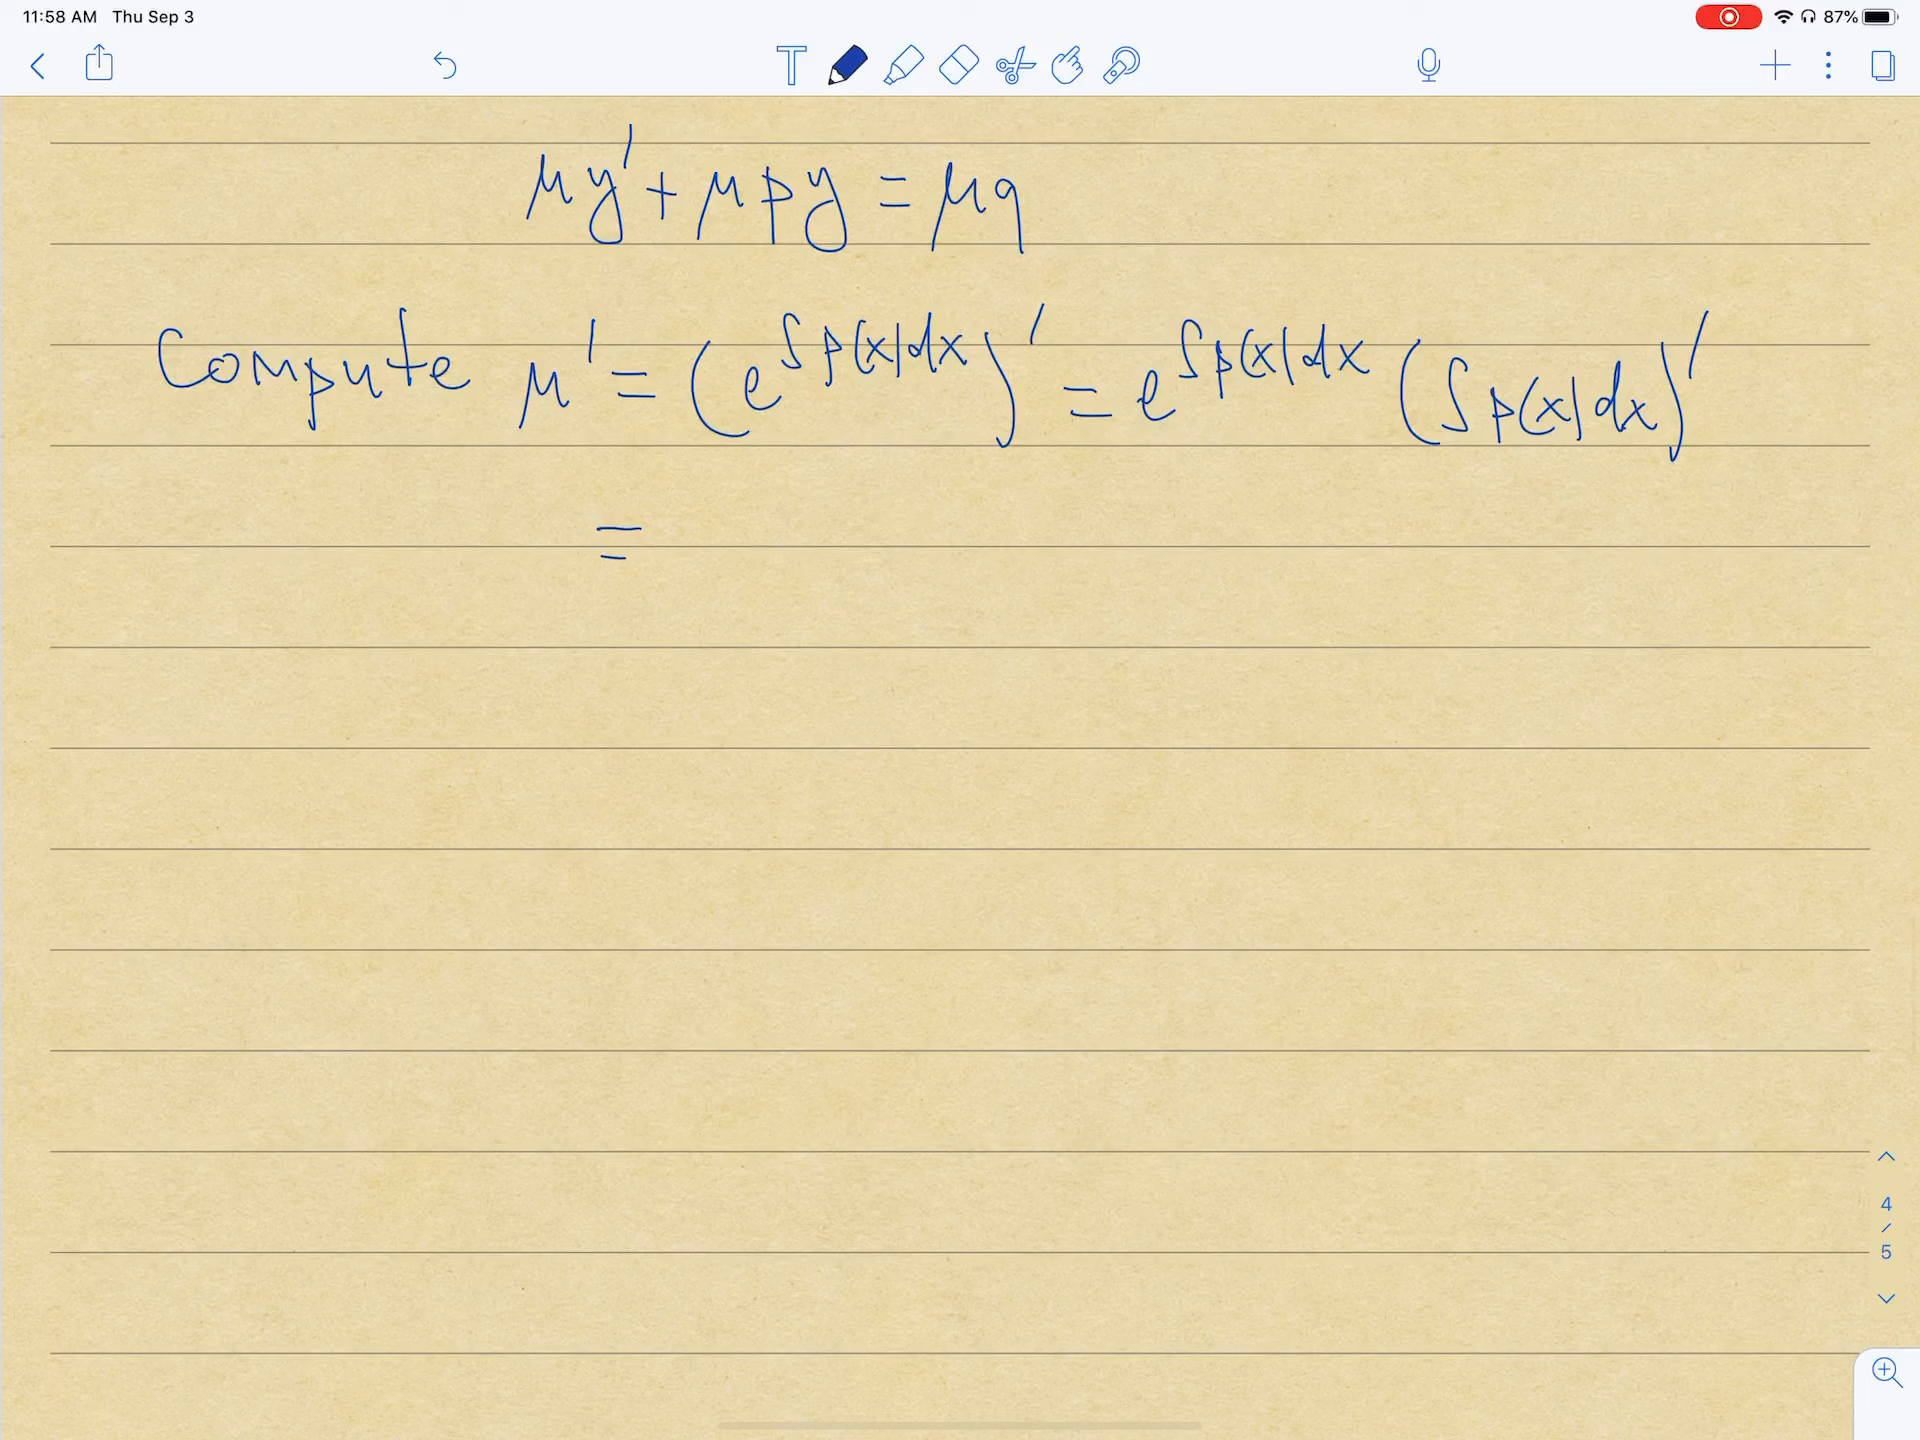 11:58 AM Thu Sep 3 87%
μy' + μpy = μq
Compute μ' = (e^{∫p(x)dx})' = e^{∫p(x)dx} (∫p(x)dx)'
=
4
/
5